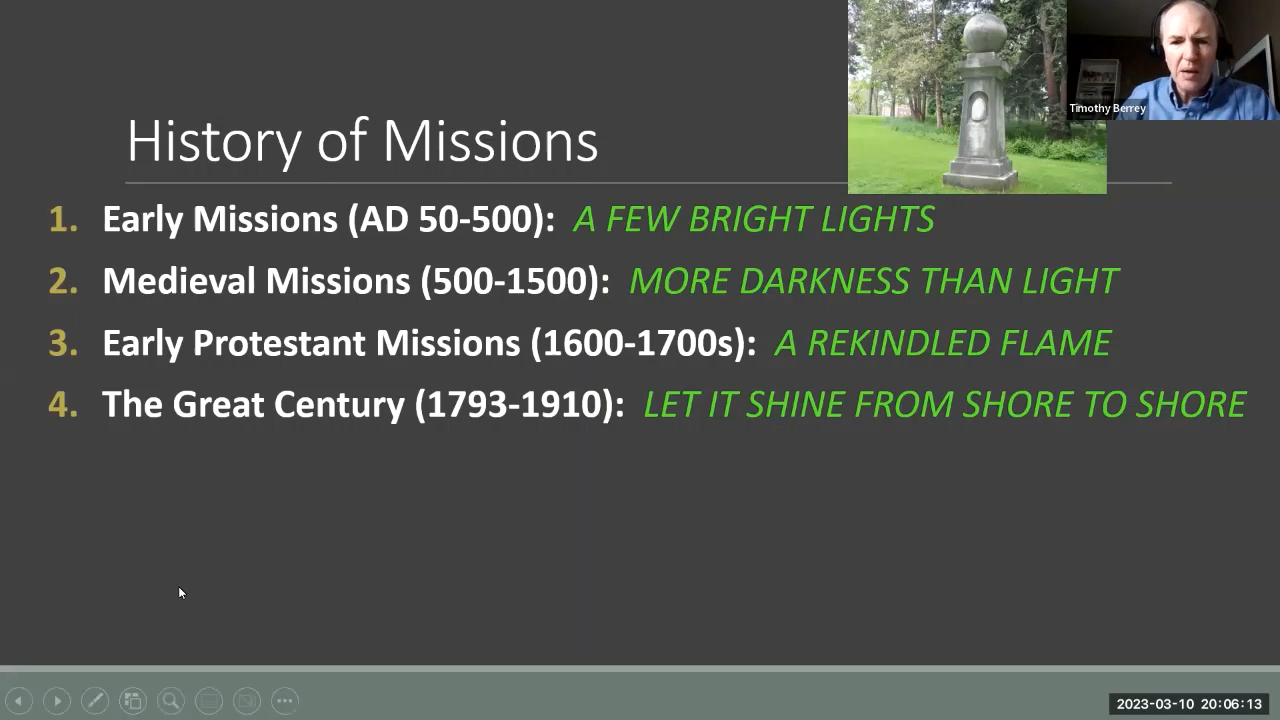 Timothy Berrey
History of Missions
1. Early Missions (AD 50-500): A FEW BRIGHT LIGHTS
2. Medieval Missions (500-1500): MORE DARKNESS THAN LIGHT
3. Early Protestant Missions (1600-1700s): A REKINDLED FLAME
4. The Great Century (1793-1910): LET IT SHINE FROM SHORE TO SHORE
2023-03-10 20:06:13